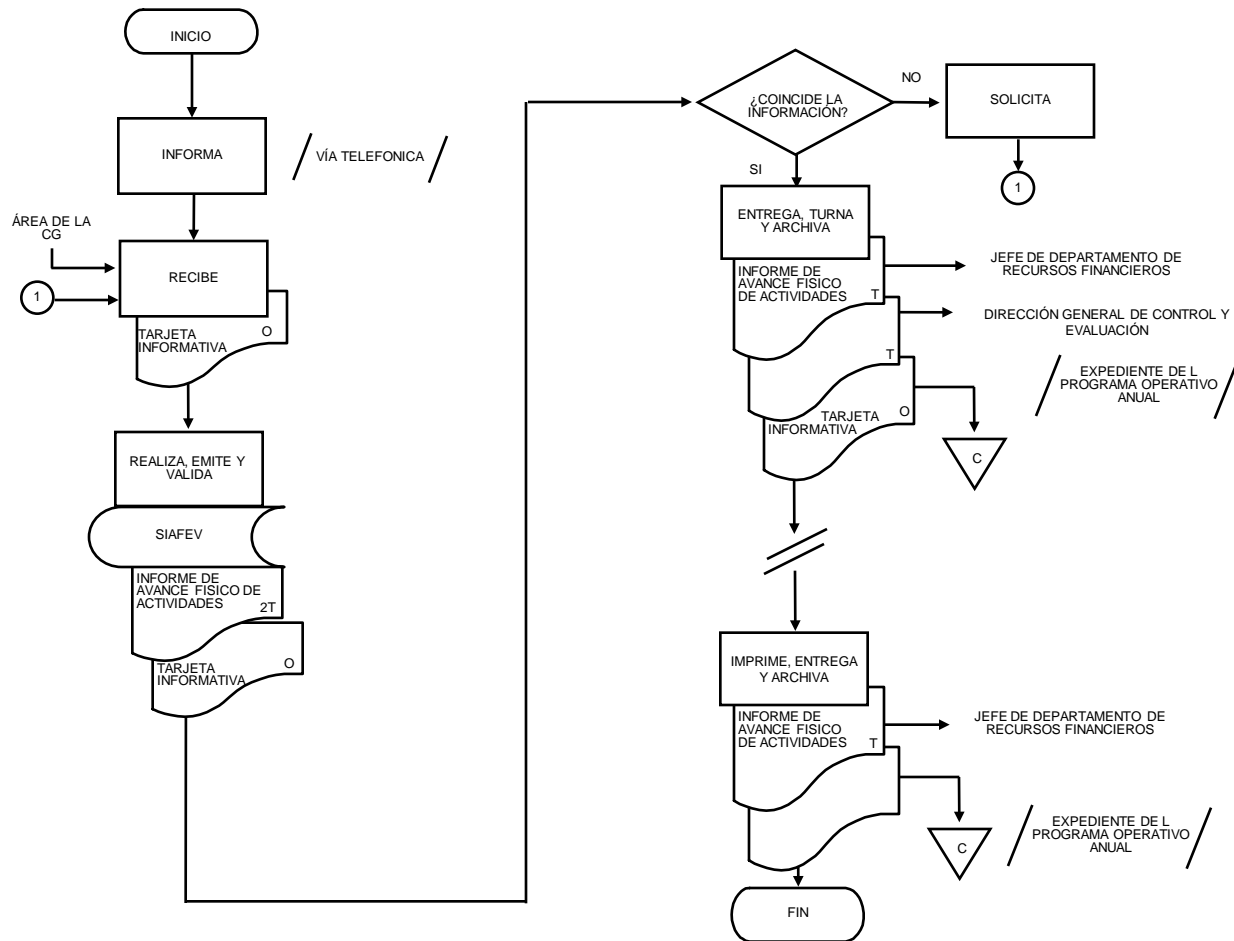 INICIO
INFORMA
VÍA TELEFONICA
ÁREA DE LA
CG
RECIBE
1
TARJETA
INFORMATIVA
O
REALIZA, EMITE Y
VALIDA
SIAFEV
INFORME DE
AVANCE FISICO DE
ACTIVIDADES
2T
TARJETA
INFORMATIVA
O
¿COINCIDE LA
INFORMACIÓN?
NO
SOLICITA
1
SI
ENTREGA, TURNA
Y ARCHIVA
INFORME DE
AVANCE FISICO
DE ACTIVIDADES
T
JEFE DE DEPARTAMENTO DE
RECURSOS FINANCIEROS
DIRECCIÓN GENERAL DE CONTROL Y
EVALUACIÓN
T
TARJETA
INFORMATIVA
O
EXPEDIENTE DE L
PROGRAMA OPERATIVO
ANUAL
C
IMPRIME, ENTREGA
Y ARCHIVA
INFORME DE
AVANCE FISICO
DE ACTIVIDADES
T
JEFE DE DEPARTAMENTO DE
RECURSOS FINANCIEROS
C
EXPEDIENTE DE L
PROGRAMA OPERATIVO
ANUAL
FIN